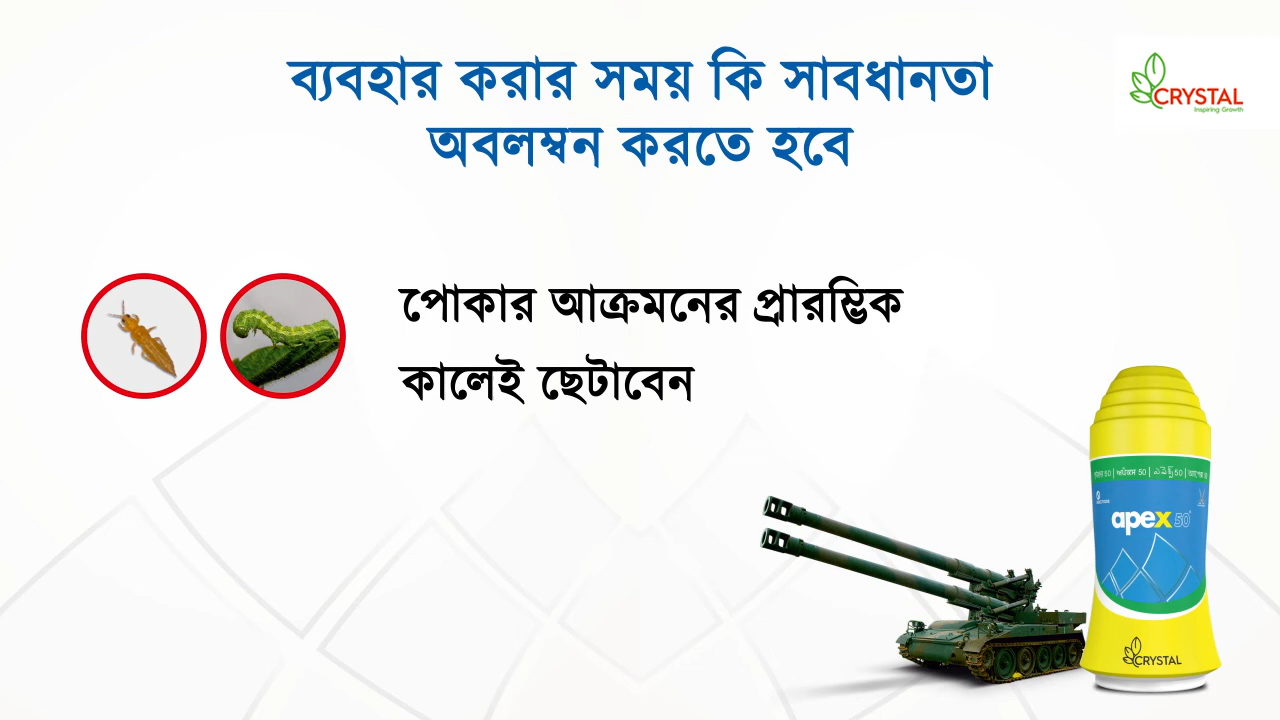 ব্যবহার করার সময় কি সাবধানতা
অবলম্বন করতে হবে
CRYSTAL
Inspiring Growth
পোকার আক্রমনের প্রারম্ভিক
কালেই ছেটাবেন
apex 50
CRYSTAL